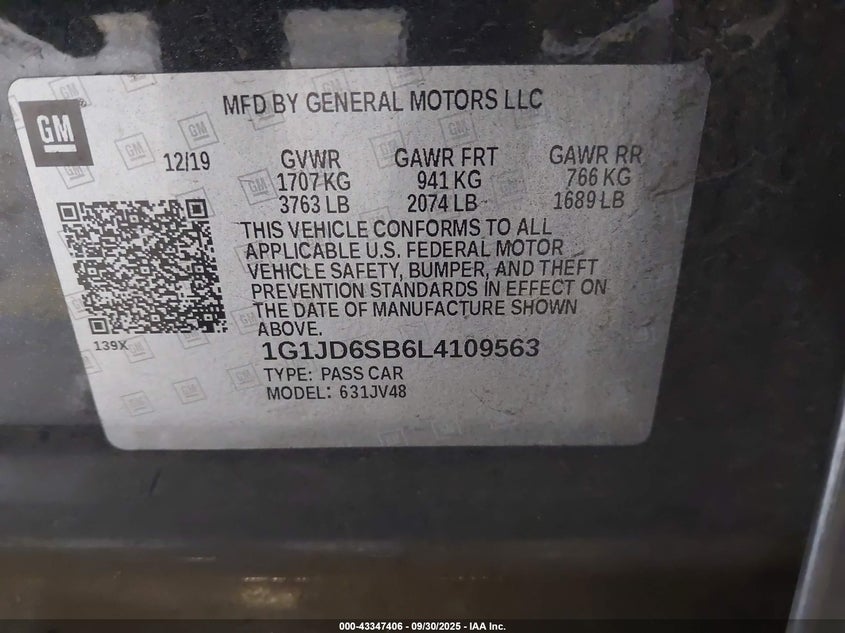 MFD BY GENERAL MOTORS LLC
GM
12/19 GVWR GAWR FRT GAWR RR
1707 KG 941 KG 766 KG
3763 LB 2074 LB 1689 LB
THIS VEHICLE CONFORMS TO ALL
APPLICABLE U.S. FEDERAL MOTOR
VEHICLE SAFETY, BUMPER, AND THEFT
PREVENTION STANDARDS IN EFFECT ON
THE DATE OF MANUFACTURE SHOWN
ABOVE.
139X
1G1JD6SB6L4109563
TYPE: PASS CAR
MODEL: 631JV48
000-43347406 - 09/30/2025 - IAA Inc.